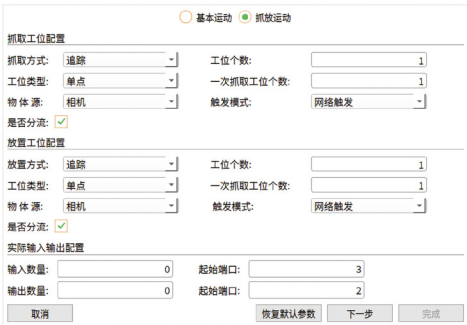 基本运动 抓放运动
抓取工位配置
抓取方式: 追踪 工位个数: 1
工位类型: 单点 一次抓取工位个数: 1
物 体 源: 相机 触发模式: 网络触发
是否分流:
放置工位配置
放置方式: 追踪 工位个数: 1
工位类型: 单点 一次抓取工位个数: 1
物 体 源: 相机 触发模式: 网络触发
是否分流:
实际输入输出配置
输入数量: 0 起始端口: 3
输出数量: 0 起始端口: 2
取消 恢复默认参数 下一步 完成